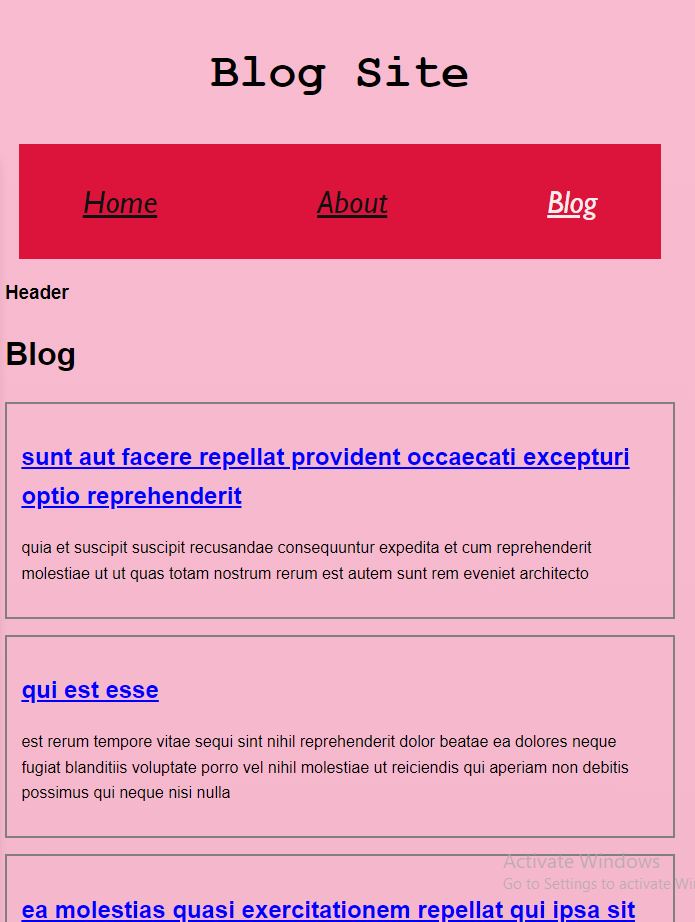 Blog Site
Home About Blog
Header
Blog
sunt aut facere repellat provident occaecati excepturi
optio reprehenderit
quia et suscipit suscipit recusandae consequuntur expedita et cum reprehenderit
molestiae ut ut quas totam nostrum rerum est autem sunt rem eveniet architecto
qui est esse
est rerum tempore vitae sequi sint nihil reprehenderit dolor beatae ea dolores neque
fugiat blanditiis voluptate porro vel nihil molestiae ut reiciendis qui aperiam non debitis
possimus qui neque nisi nulla
Activate Windows
Go to Settings to activate Wi
ea molestias quasi exercitationem repellat qui ipsa sit